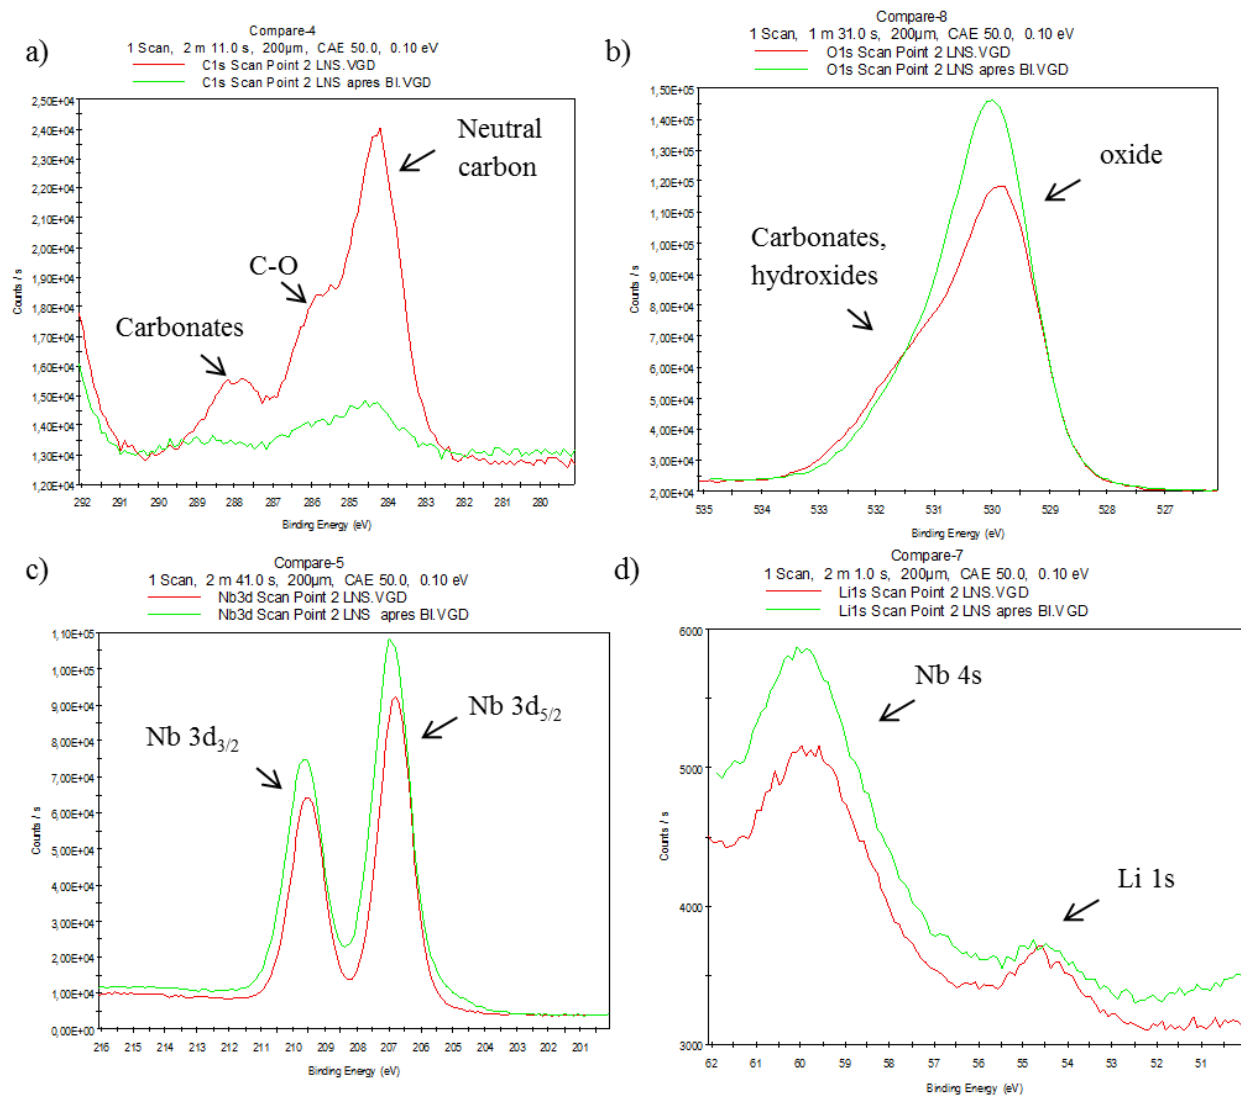 a)
Compare-4
1 Scan, 2 m 11.0 s, 200µm, CAE 50.0, 0.10 eV
C1s Scan Point 2 LNS.VGD
C1s Scan Point 2 LNS apres BI.VGD
2,50E+04
2,40E+04
2,30E+04
2,20E+04
2,10E+04
2,00E+04
1,90E+04
1,80E+04
1,70E+04
1,60E+04
1,50E+04
1,40E+04
1,30E+04
1,20E+04
Counts / s
Neutral
carbon
C-O
Carbonates
292 291 290 289 288 287 286 285 284 283 282 281 280
Binding Energy (eV)
b)
Compare-8
1 Scan, 1 m 31.0 s, 200µm, CAE 50.0, 0.10 eV
O1s Scan Point 2 LNS.VGD
O1s Scan Point 2 LNS apres BI.VGD
1,50E+05
1,40E+05
1,30E+05
1,20E+05
1,10E+05
1,00E+05
9,00E+04
8,00E+04
7,00E+04
6,00E+04
5,00E+04
4,00E+04
3,00E+04
2,00E+04
Counts / s
oxide
Carbonates,
hydroxides
535 534 533 532 531 530 529 528 527
Binding Energy (eV)
c)
Compare-5
1 Scan, 2 m 41.0 s, 200µm, CAE 50.0, 0.10 eV
Nb3d Scan Point 2 LNS.VGD
Nb3d Scan Point 2 LNS apres BI.VGD
1,10E+05
1,00E+05
9,00E+04
8,00E+04
7,00E+04
6,00E+04
5,00E+04
4,00E+04
3,00E+04
2,00E+04
1,00E+04
0,00E+00
Counts / s
Nb 3d5/2
Nb 3d3/2
216 215 214 213 212 211 210 209 208 207 206 205 204 203 202 201
Binding Energy (eV)
d)
Compare-7
1 Scan, 2 m 1.0 s, 200µm, CAE 50.0, 0.10 eV
Li1s Scan Point 2 LNS.VGD
Li1s Scan Point 2 LNS apres BI.VGD
6000
5000
4000
3000
Counts / s
Nb 4s
Li 1s
62 61 60 59 58 57 56 55 54 53 52 51
Binding Energy (eV)